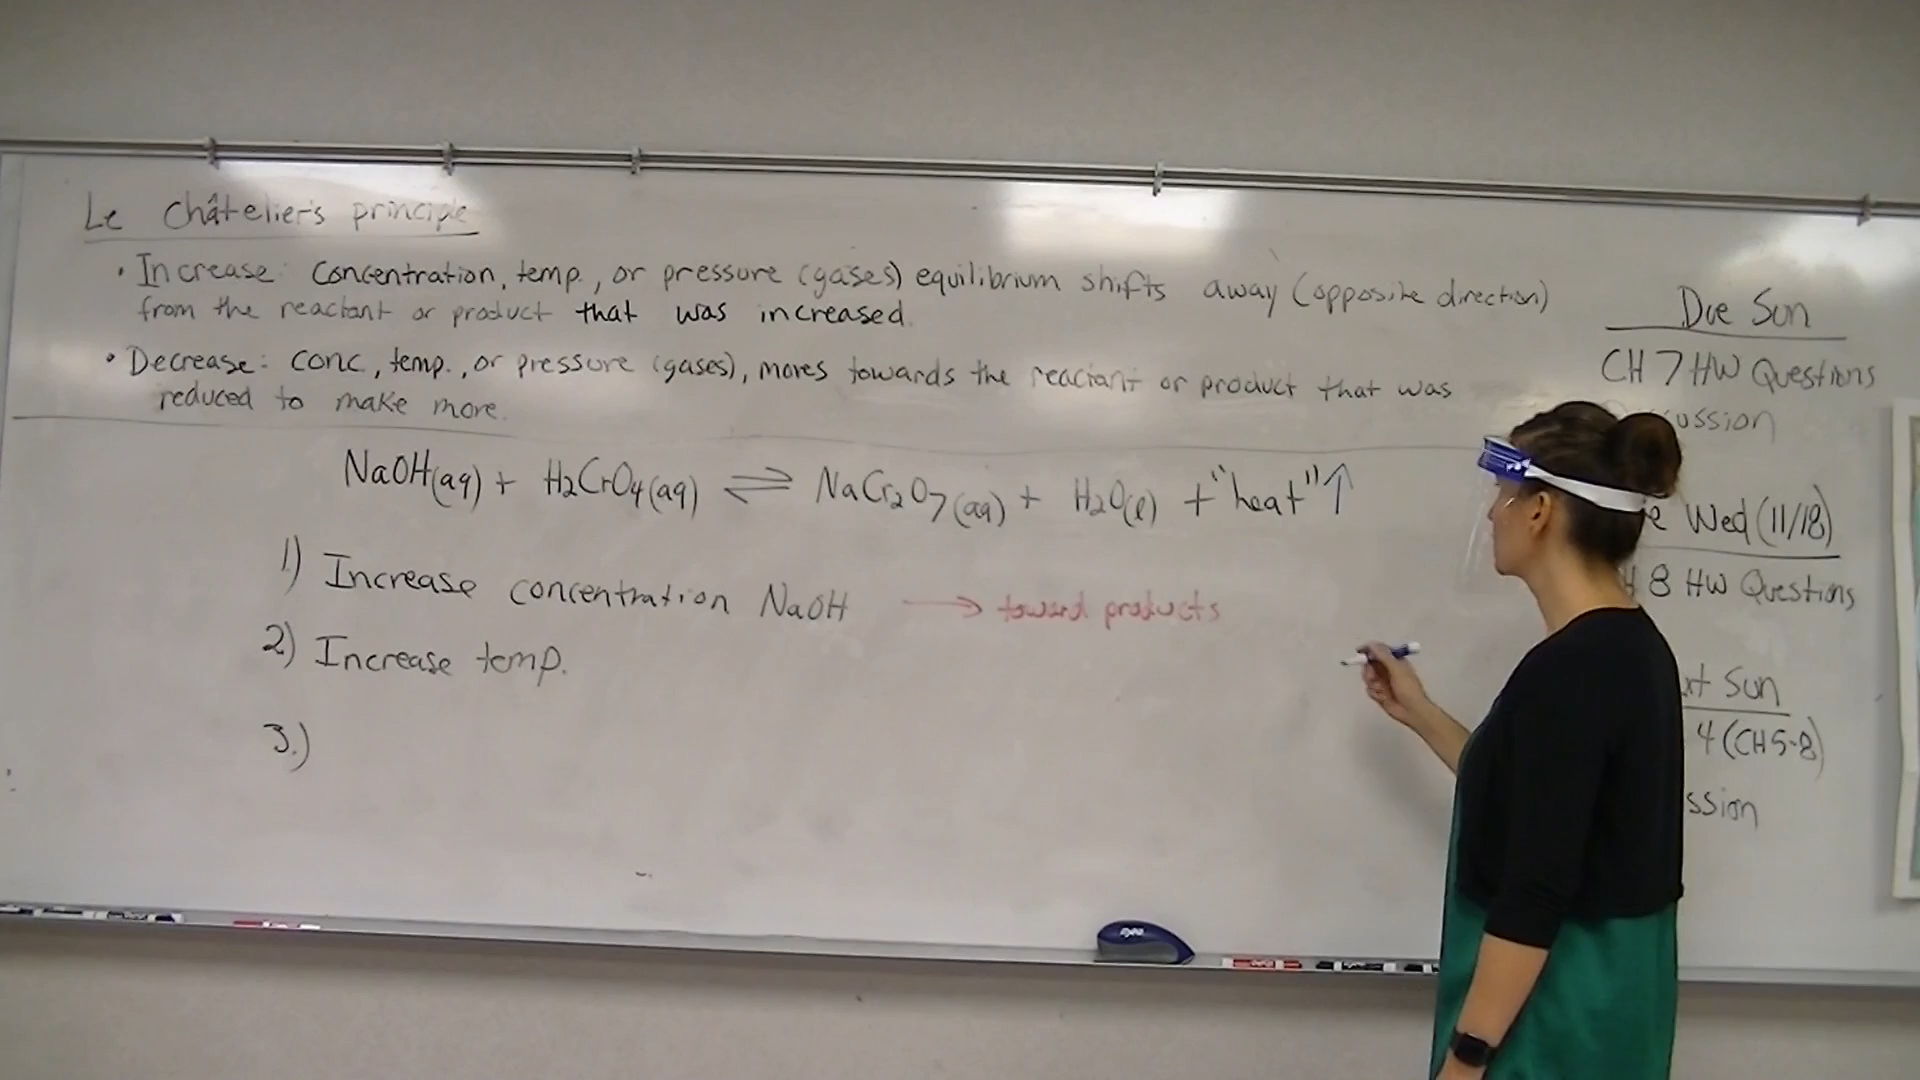 Le Châtelier's principle
• Increase: Concentration, temp., or pressure (gases) equilibrium shifts away (opposite direction)
from the reactant or product that was increased.
• Decrease: conc, temp., or pressure (gases), moves towards the reactant or product that was
reduced to make more.
NaOH(aq) + H₂CrO₄(aq) ⇌ NaCr₂O₇(aq) + H₂O(l) + "heat" ↑
1.) Increase concentration NaOH → toward products
2) Increase temp.
3.)
Due Sun
CH 7 HW Questions
ussion
Wed (11/18)
8 HW Questions
Sun
4 (CH 5-8)
ssion
expo